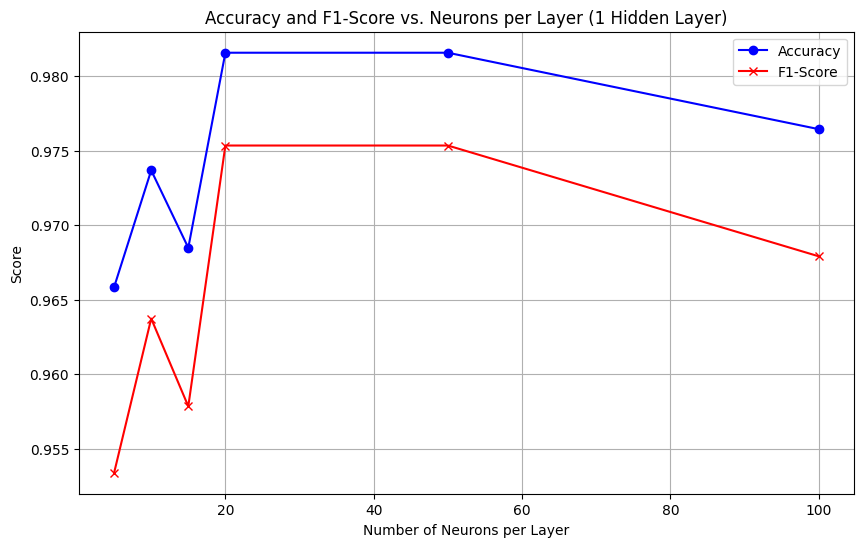 Accuracy and F1-Score vs. Neurons per Layer (1 Hidden Layer)
Accuracy
F1-Score
0.980
0.975
0.970
0.965
0.960
0.955
Score
20
40
60
80
100
Number of Neurons per Layer